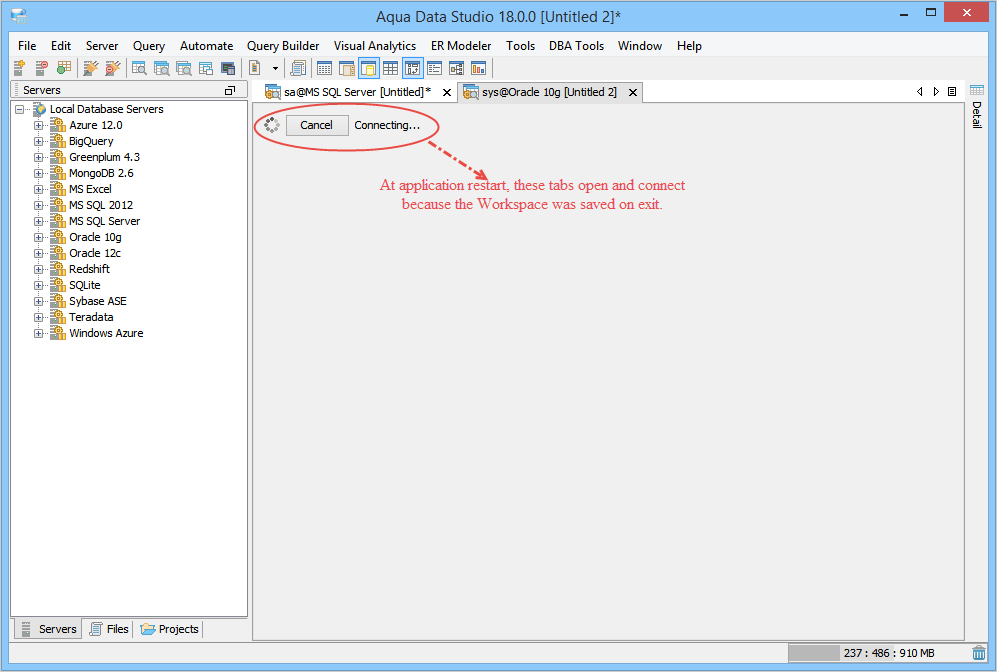 Aqua Data Studio 18.0.0 [Untitled 2]*
File Edit Server Query Automate Query Builder Visual Analytics ER Modeler Tools DBA Tools Window Help
Servers
sa@MS SQL Server [Untitled]*
sys@Oracle 10g [Untitled 2]
Local Database Servers
Azure 12.0
BigQuery
Greenplum 4.3
MongoDB 2.6
MS Excel
MS SQL 2012
MS SQL Server
Oracle 10g
Oracle 12c
Redshift
SQLite
Sybase ASE
Teradata
Windows Azure
Cancel Connecting...
At application restart, these tabs open and connect
because the Workspace was saved on exit.
Detail
Servers Files Projects
237 : 486 : 910 MB